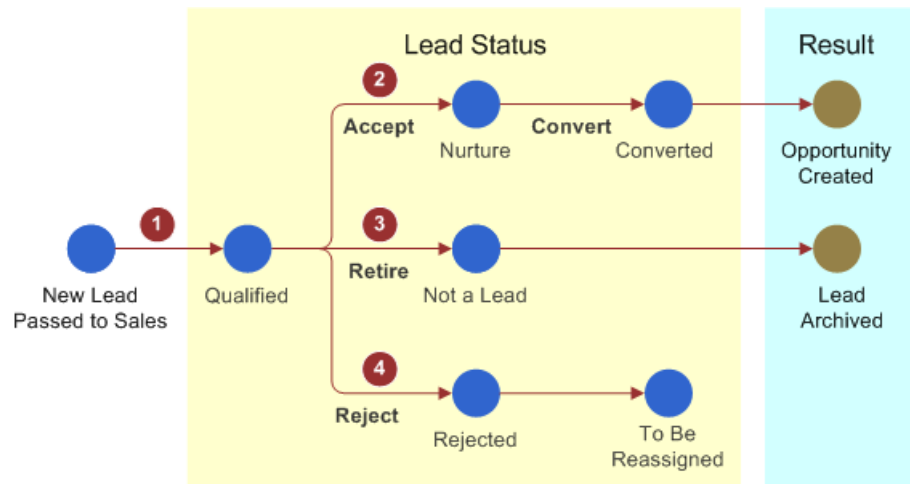 Lead Status
Result
2
Accept
Convert
Nurture
Converted
Opportunity
Created
1
3
New Lead
Passed to Sales
Qualified
Retire
Not a Lead
Lead
Archived
4
Reject
Rejected
To Be
Reassigned